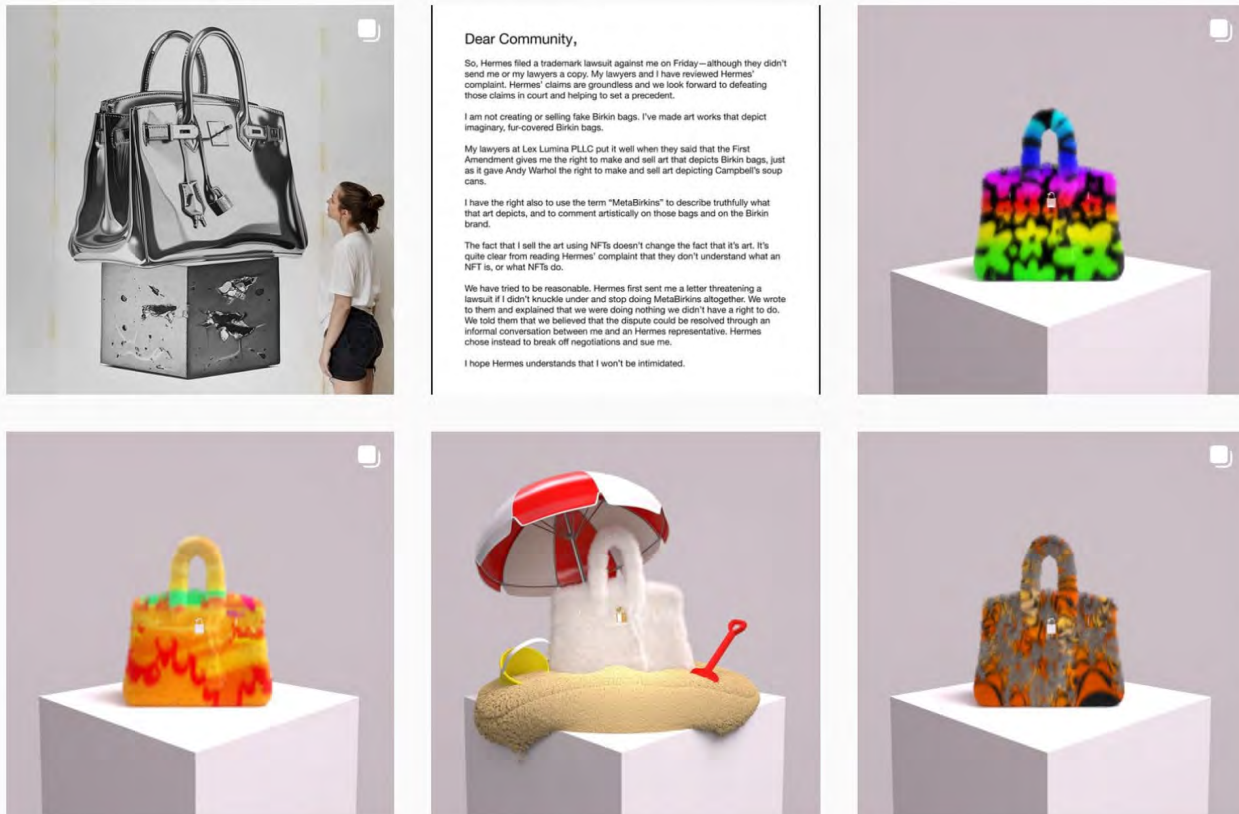 Dear Community,
So, Hermes filed a trademark lawsuit against me on Friday—although they didn't
send me or my lawyers a copy. My lawyers and I have reviewed Hermes'
complaint. Hermes' claims are groundless and we look forward to defeating
those claims in court and helping to set a precedent.
I am not creating or selling fake Birkin bags. I've made art works that depict
imaginary, fur-covered Birkin bags.
My lawyers at Lex Lumina PLLC put it well when they said that the First
Amendment gives me the right to make and sell art that depicts Birkin bags, just
as it gave Andy Warhol the right to make and sell art depicting Campbell's soup
cans.
I have the right also to use the term “MetaBirkins” to describe truthfully what
that art depicts, and to comment artistically on those bags and on the Birkin
brand.
The fact that I sell the art using NFTs doesn't change the fact that it's art. It's
quite clear from reading Hermes' complaint that they don't understand what an
NFT is, or what NFTs do.
We have tried to be reasonable. Hermes first sent me a letter threatening a
lawsuit if I didn't knuckle under and stop doing MetaBirkins altogether. We wrote
to them and explained that we were doing nothing we didn't have a right to do.
We told them that we believed that the dispute could be resolved through an
informal conversation between me and an Hermes representative. Hermes
chose instead to break off negotiations and sue me.
I hope Hermes understands that I won't be intimidated.